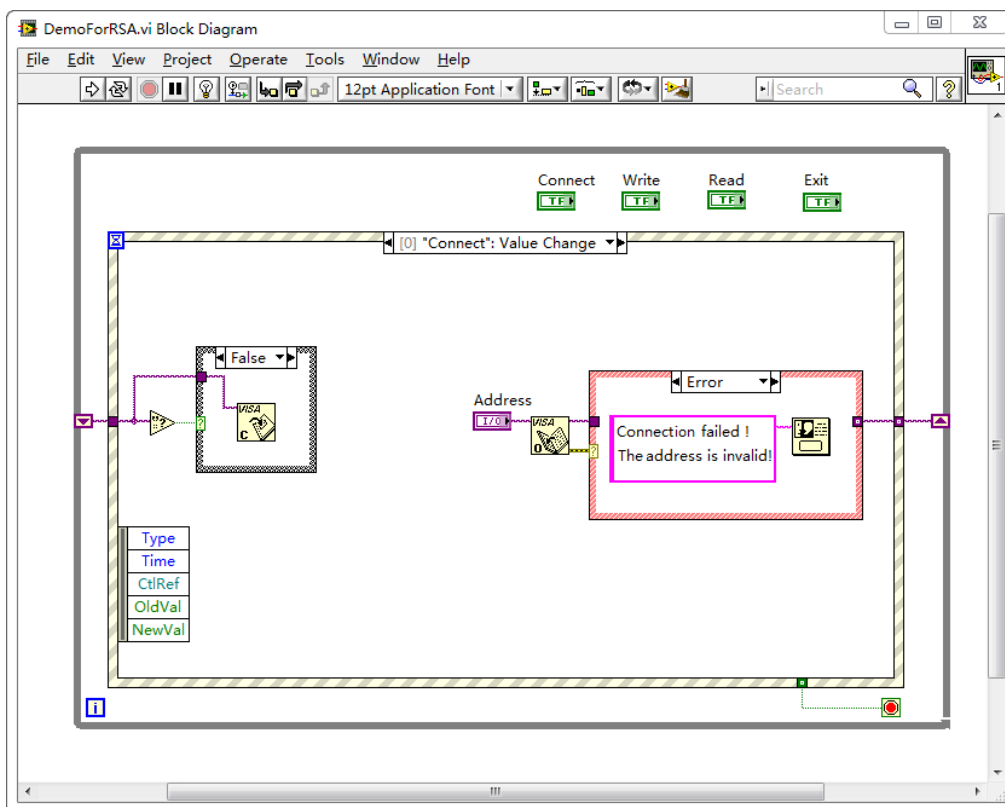 DemoForRSA.vi Block Diagram
File Edit View Project Operate Tools Window Help
12pt Application Font
Search
?
1
Connect Write Read Exit
TF TF TF TF
[0] "Connect": Value Change
False
Error
Address
I/O
VISA
C
VISA
O
?
?
?
Connection failed !
The address is invalid!
Type
Time
CtlRef
OldVal
NewVal
i